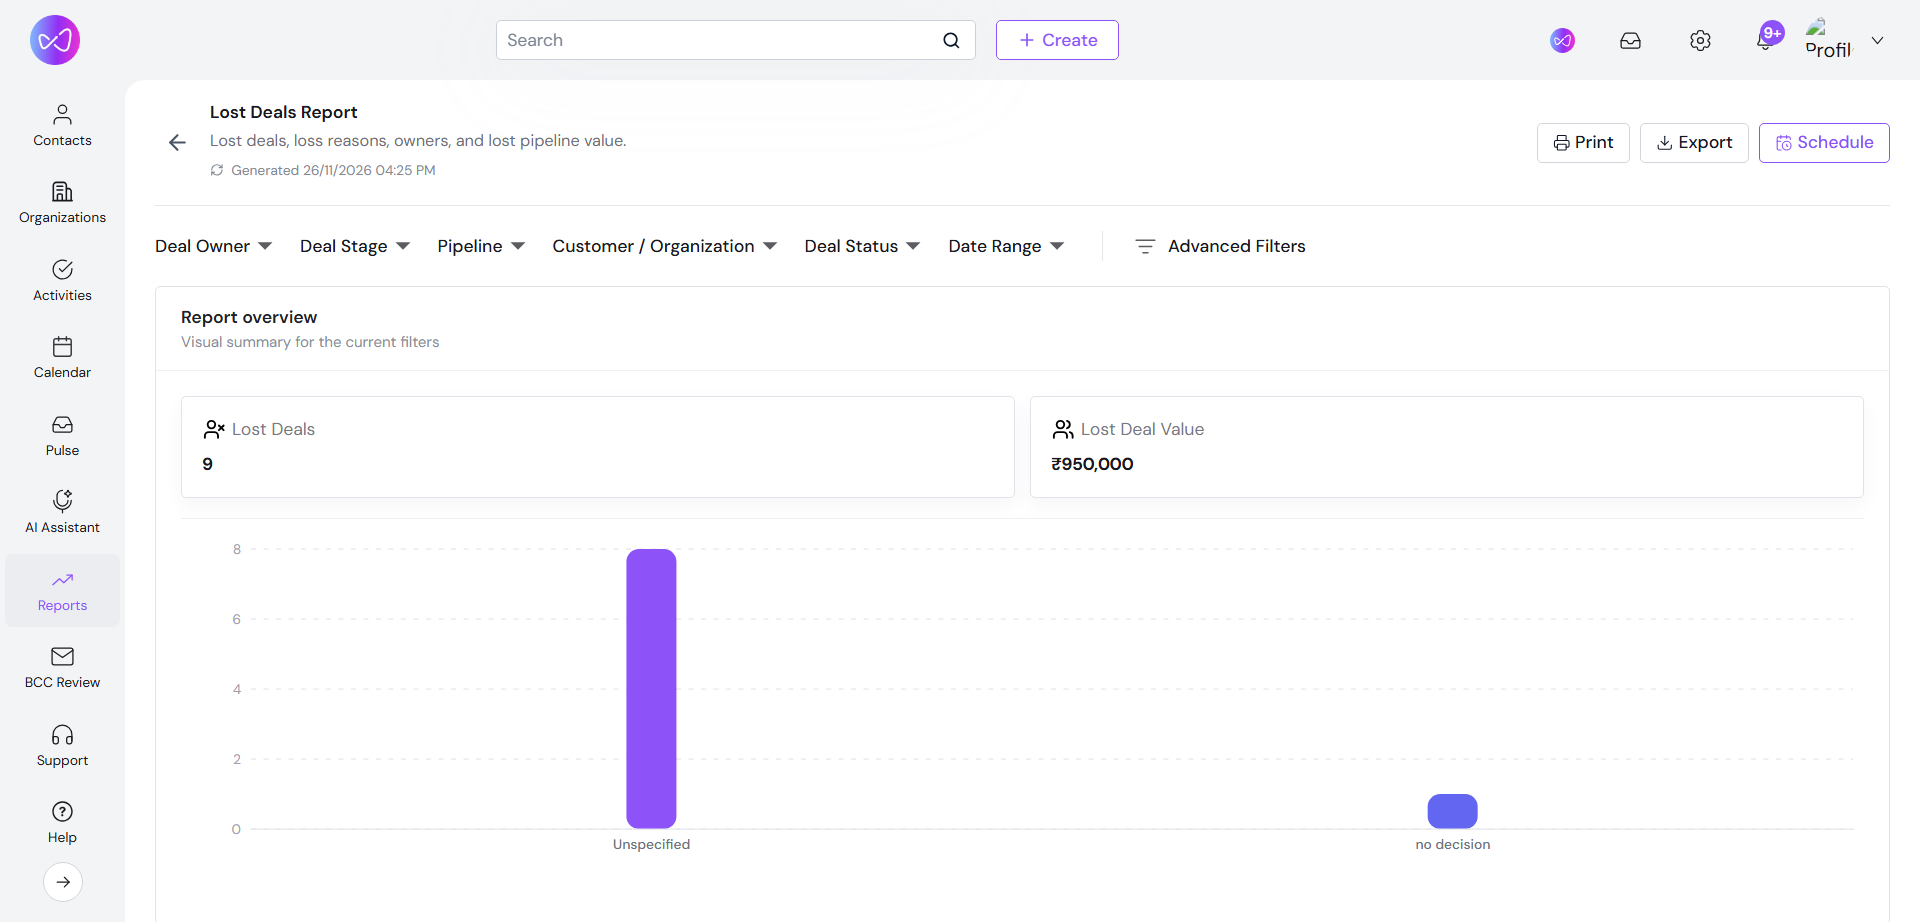 Search
+ Create
9+
Profil
Contacts
Organizations
Activities
Calendar
Pulse
AI Assistant
Reports
BCC Review
Support
Help
Lost Deals Report
Lost deals, loss reasons, owners, and lost pipeline value.
Generated 26/11/2026 04:25 PM
Print
Export
Schedule
Deal Owner
Deal Stage
Pipeline
Customer / Organization
Deal Status
Date Range
Advanced Filters
Report overview
Visual summary for the current filters
Lost Deals
9
Lost Deal Value
₹950,000
8
6
4
2
0
Unspecified
no decision